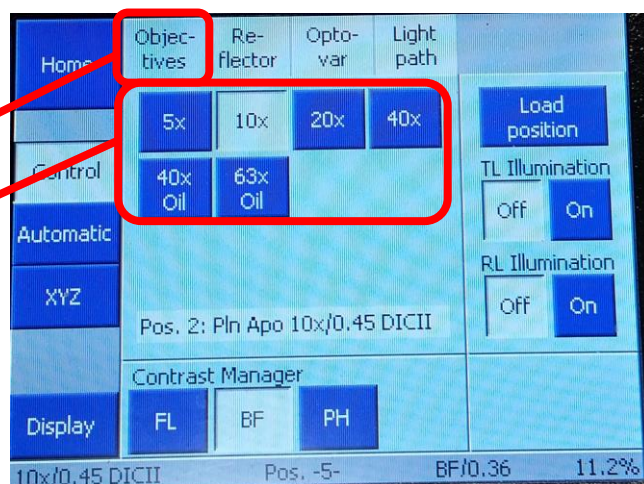 Home
Control
Automatic
XYZ
Display
Objec-
tives
Re-
flector
Opto-
var
Light
path
5x
10x
20x
40x
40x
Oil
63x
Oil
Pos. 2: Pln Apo 10x/0.45 DICII
Contrast Manager
FL
BF
PH
Load
position
TL Illumination
Off
On
RL Illumination
Off
On
10x/0.45 DICII
Pos. -5-
BF/0.36
11.2%